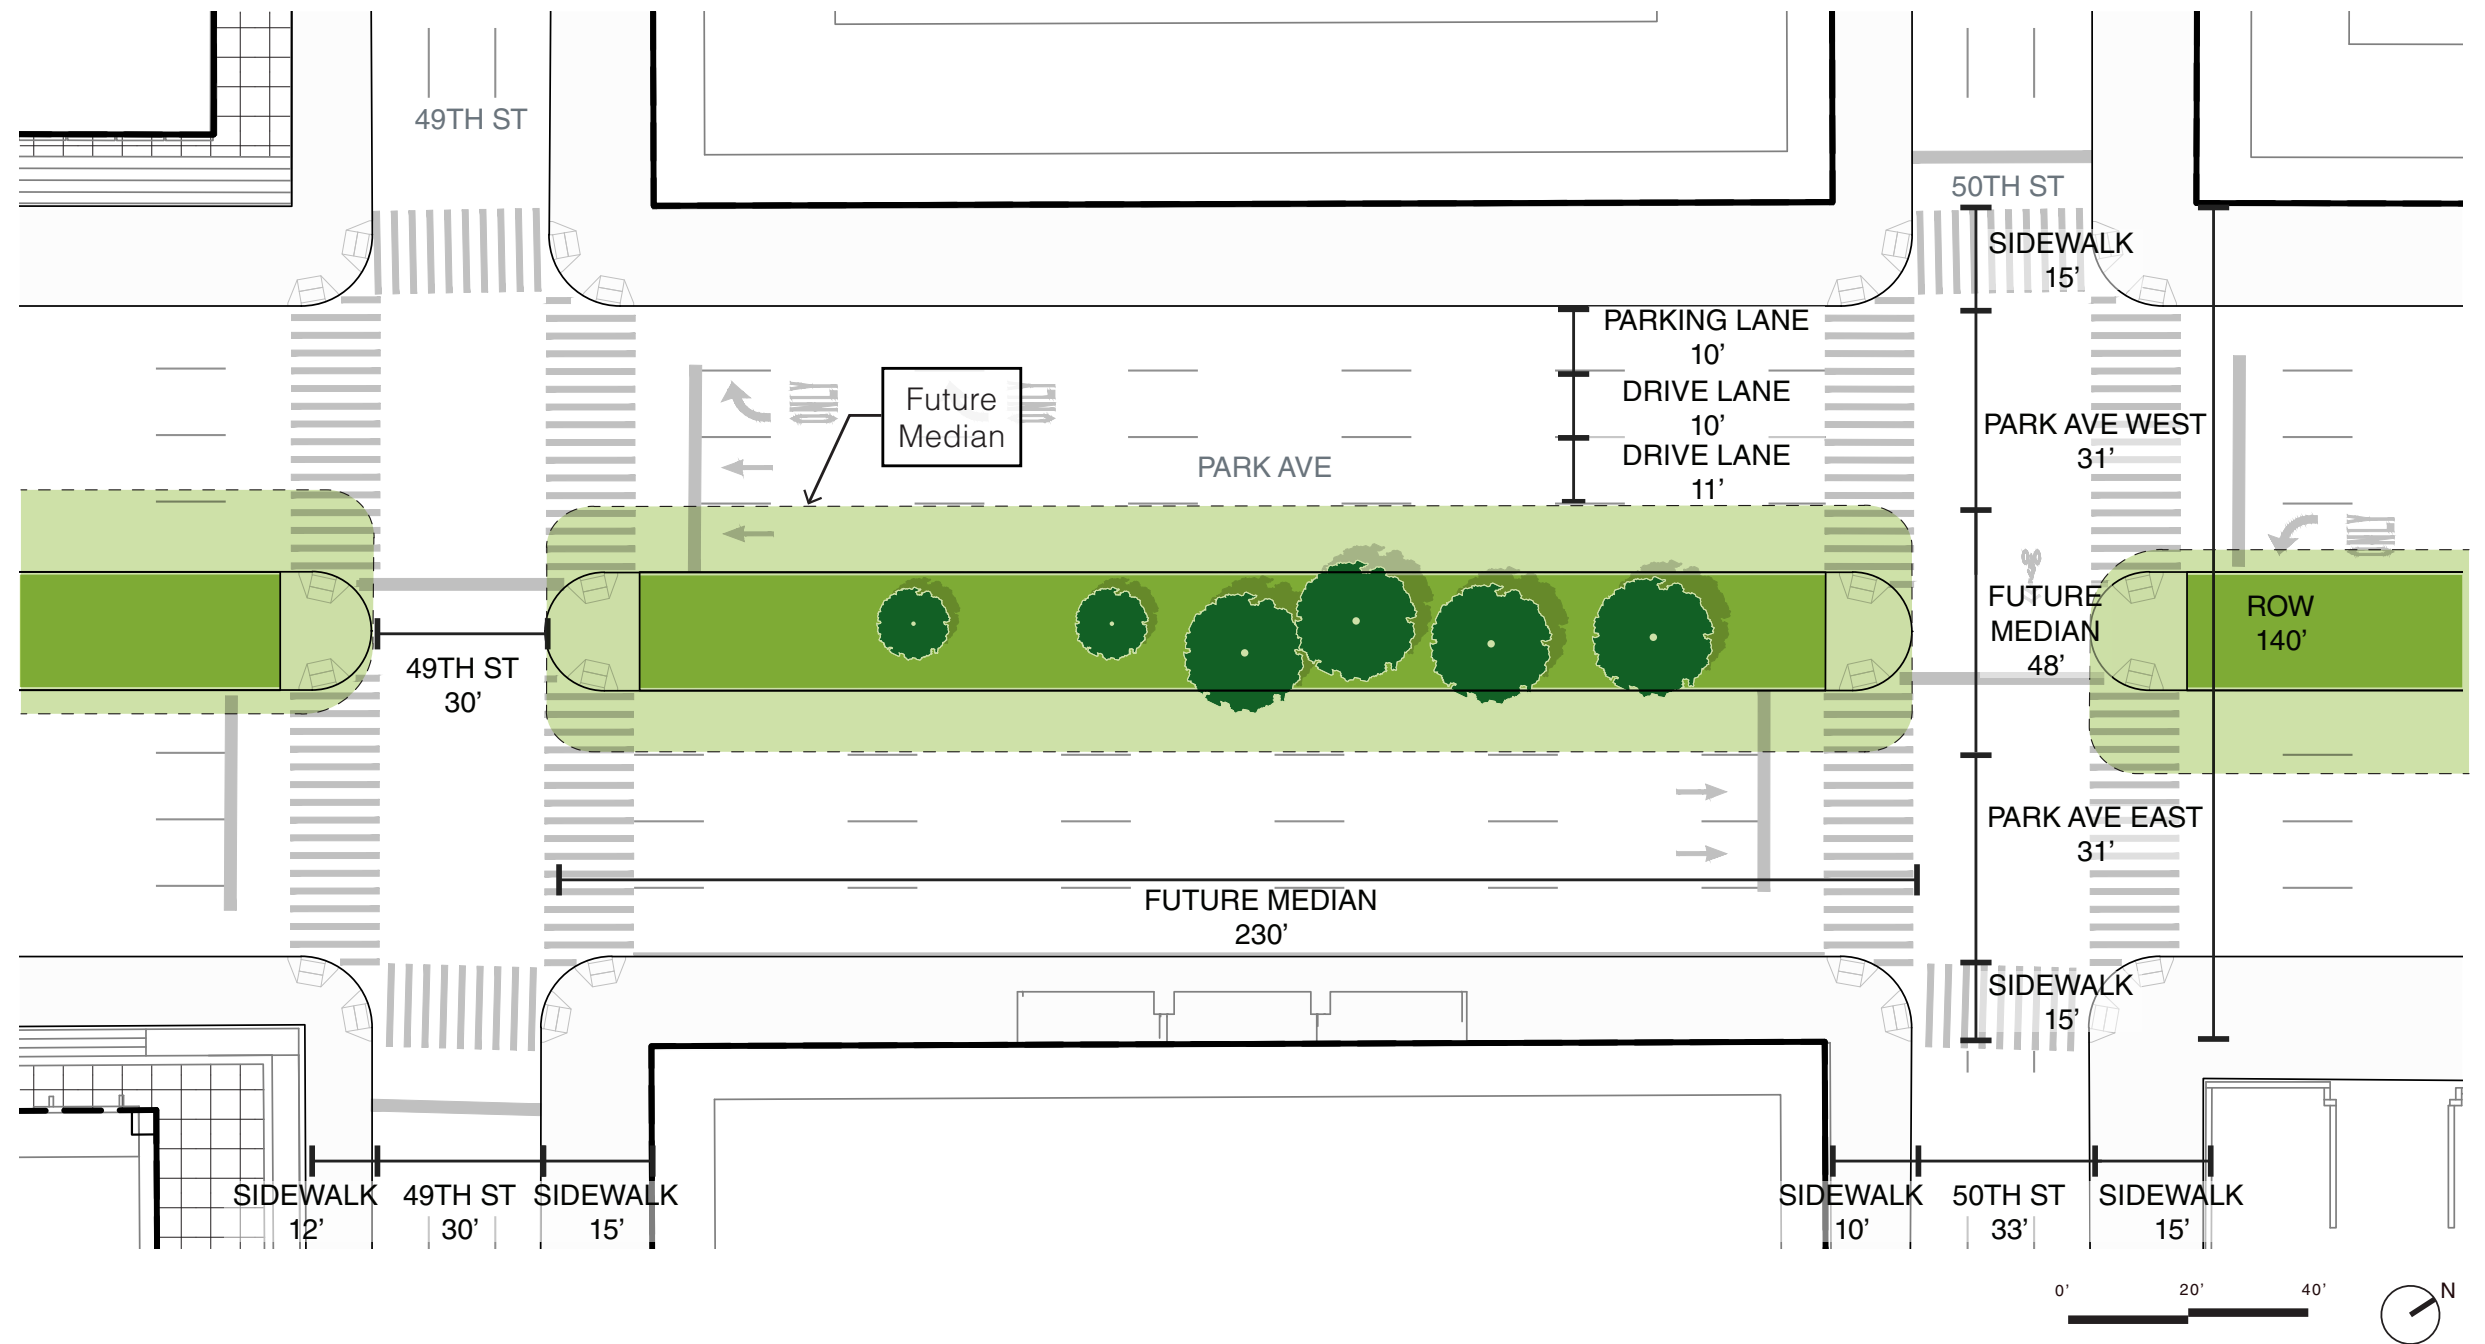 49TH ST
50TH ST
SIDEWALK
15’
PARKING LANE
10’
DRIVE LANE
10’
DRIVE LANE
11’
Future
Median
PARK AVE
PARK AVE WEST
31’
FUTURE
MEDIAN
48’
ROW
140’
49TH ST
30’
PARK AVE EAST
31’
FUTURE MEDIAN
230’
SIDEWALK
15’
SIDEWALK
12’
49TH ST
30’
SIDEWALK
15’
SIDEWALK
10’
50TH ST
33’
SIDEWALK
15’
0’ 20’ 40’
N